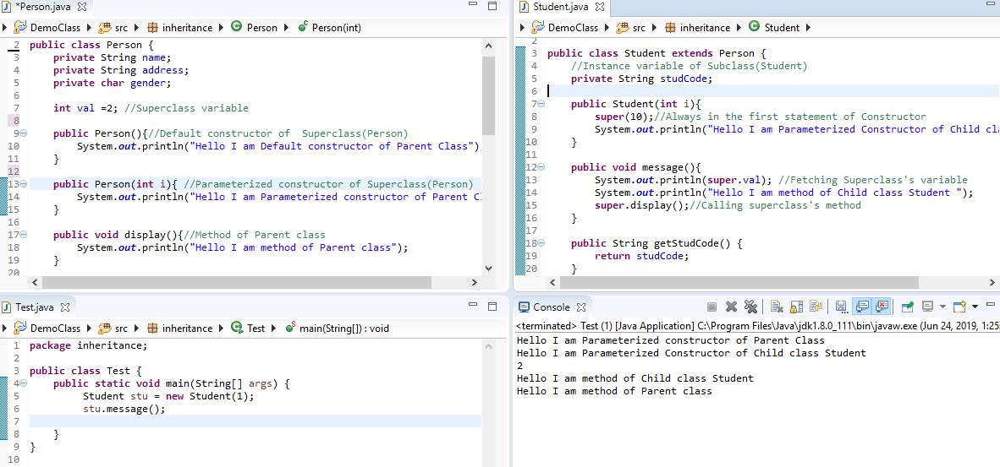 *Person.java
DemoClass src inheritance Person Person(int)
2 public class Person {
3 private String name;
4 private String address;
5 private char gender;
6
7 int val =2; //Superclass variable
8
9 public Person(){//Default constructor of  Superclass(Person)
10 System.out.println("Hello I am Default constructor of Parent Class")
11 }
12
13 public Person(int i){ //Parameterized constructor of Superclass(Person)
14 System.out.println("Hello I am Parameterized constructor of Parent C
15 }
16
17 public void display(){//Method of Parent class
18 System.out.println("Hello I am method of Parent class");
19 }
20
Student.java
DemoClass src inheritance Student
2
3 public class Student extends Person {
4 //Instance variable of Subclass(Student)
5 private String studCode;
6
7 public Student(int i){
8 super(10);//Always in the first statement of Constructor
9 System.out.println("Hello I am Parameterized Constructor of Child cl
10 }
11
12 public void message(){
13 System.out.println(super.val); //Fetching Superclass's variable
14 System.out.println("Hello I am method of Child class Student ");
15 super.display();//Calling superclass's method
16 }
17
18 public String getStudCode() {
19 return studCode;
20 }
Test.java
DemoClass src inheritance Test main(String[]) : void
1 package inheritance;
2
3 public class Test {
4 public static void main(String[] args) {
5 Student stu = new Student(1);
6 stu.message();
7
8 }
9 }
10
Console
<terminated> Test (1) [Java Application] C:\Program Files\Java\jdk1.8.0_111\bin\javaw.exe (Jun 24, 2019, 1:25
Hello I am Parameterized constructor of Parent Class
Hello I am Parameterized Constructor of Child class Student
2
Hello I am method of Child class Student
Hello I am method of Parent class